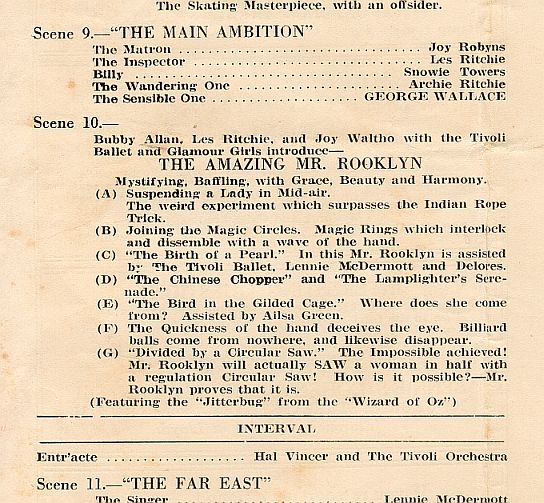 The Skating Masterpiece, with an offsider.
Scene 9.—"THE MAIN AMBITION"
The Matron .................................. Joy Robyns
The Inspector ................................ Les Ritchie
Billy ..................................... Snowie Towers
The Wandering One ........................ Archie Ritchie
The Sensible One ...................... GEORGE WALLACE
Scene 10.—
Bubby Allan, Les Ritchie, and Joy Waltho with the Tivoli
Ballet and Glamour Girls introduce—
THE AMAZING MR. ROOKLYN
Mystifying, Baffling, with Grace, Beauty and Harmony.
(A) Suspending a Lady in Mid-air.
The weird experiment which surpasses the Indian Rope
Trick.
(B) Joining the Magic Circles. Magic Rings which interlock
and dissemble with a wave of the hand.
(C) "The Birth of a Pearl." In this Mr. Rooklyn is assisted
by The Tivoli Ballet, Lennie McDermott and Delores.
(D) "The Chinese Chopper" and "The Lamplighter's Sere-
nade."
(E) "The Bird in the Gilded Cage." Where does she come
from? Assisted by Ailsa Green.
(F) The Quickness of the hand deceives the eye. Billiard
balls come from nowhere, and likewise disappear.
(G) "Divided by a Circular Saw." The Impossible achieved!
Mr. Rooklyn will actually SAW a woman in half with
a regulation Circular Saw! How is it possible?—Mr.
Rooklyn proves that it is.
(Featuring the "Jitterbug" from the "Wizard of Oz")
INTERVAL
Entr'acte .................... Hal Vincer and The Tivoli Orchestra
Scene 11.—"THE FAR EAST"
The Singer .............................. Lennie McDermott